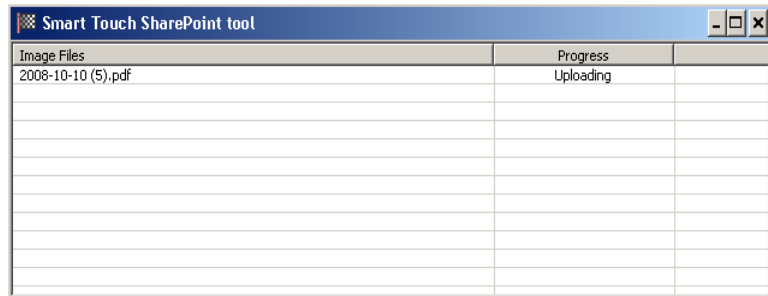 Smart Touch SharePoint tool
Image Files Progress
2008-10-10 (5).pdf Uploading